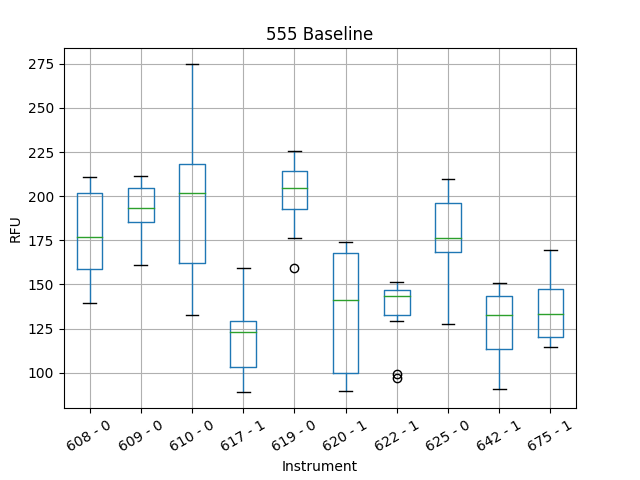 555 Baseline
275
250
225
200
175
150
125
100
RFU
608 - 0
609 - 0
610 - 0
617 - 1
619 - 0
620 - 1
622 - 1
625 - 0
642 - 1
675 - 1
Instrument